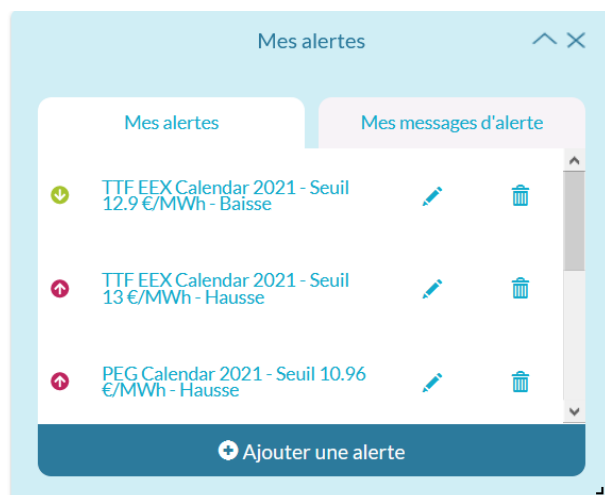 Mes alertes
Mes alertes
Mes messages d'alerte
TTF EEX Calendar 2021 - Seuil
12.9 €/MWh - Baisse
TTF EEX Calendar 2021 - Seuil
13 €/MWh - Hausse
PEG Calendar 2021 - Seuil 10.96
€/MWh - Hausse
Ajouter une alerte